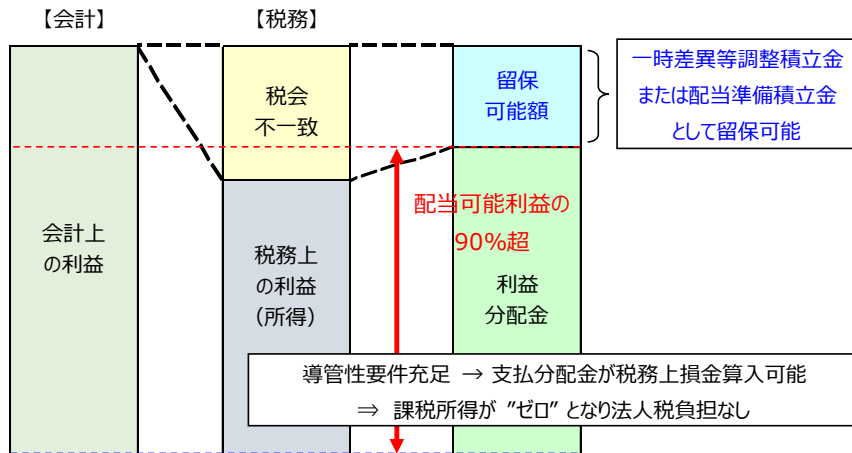 【会計】
【税務】
税会
不一致
留保
可能額
一時差異等調整積立金
または配当準備積立金
として留保可能
会計上
の利益
税務上
の利益
（所得）
配当可能利益の
90%超
利益
分配金
導管性要件充足 → 支払分配金が税務上損金算入可能
⇒ 課税所得が ”ゼロ” となり法人税負担なし